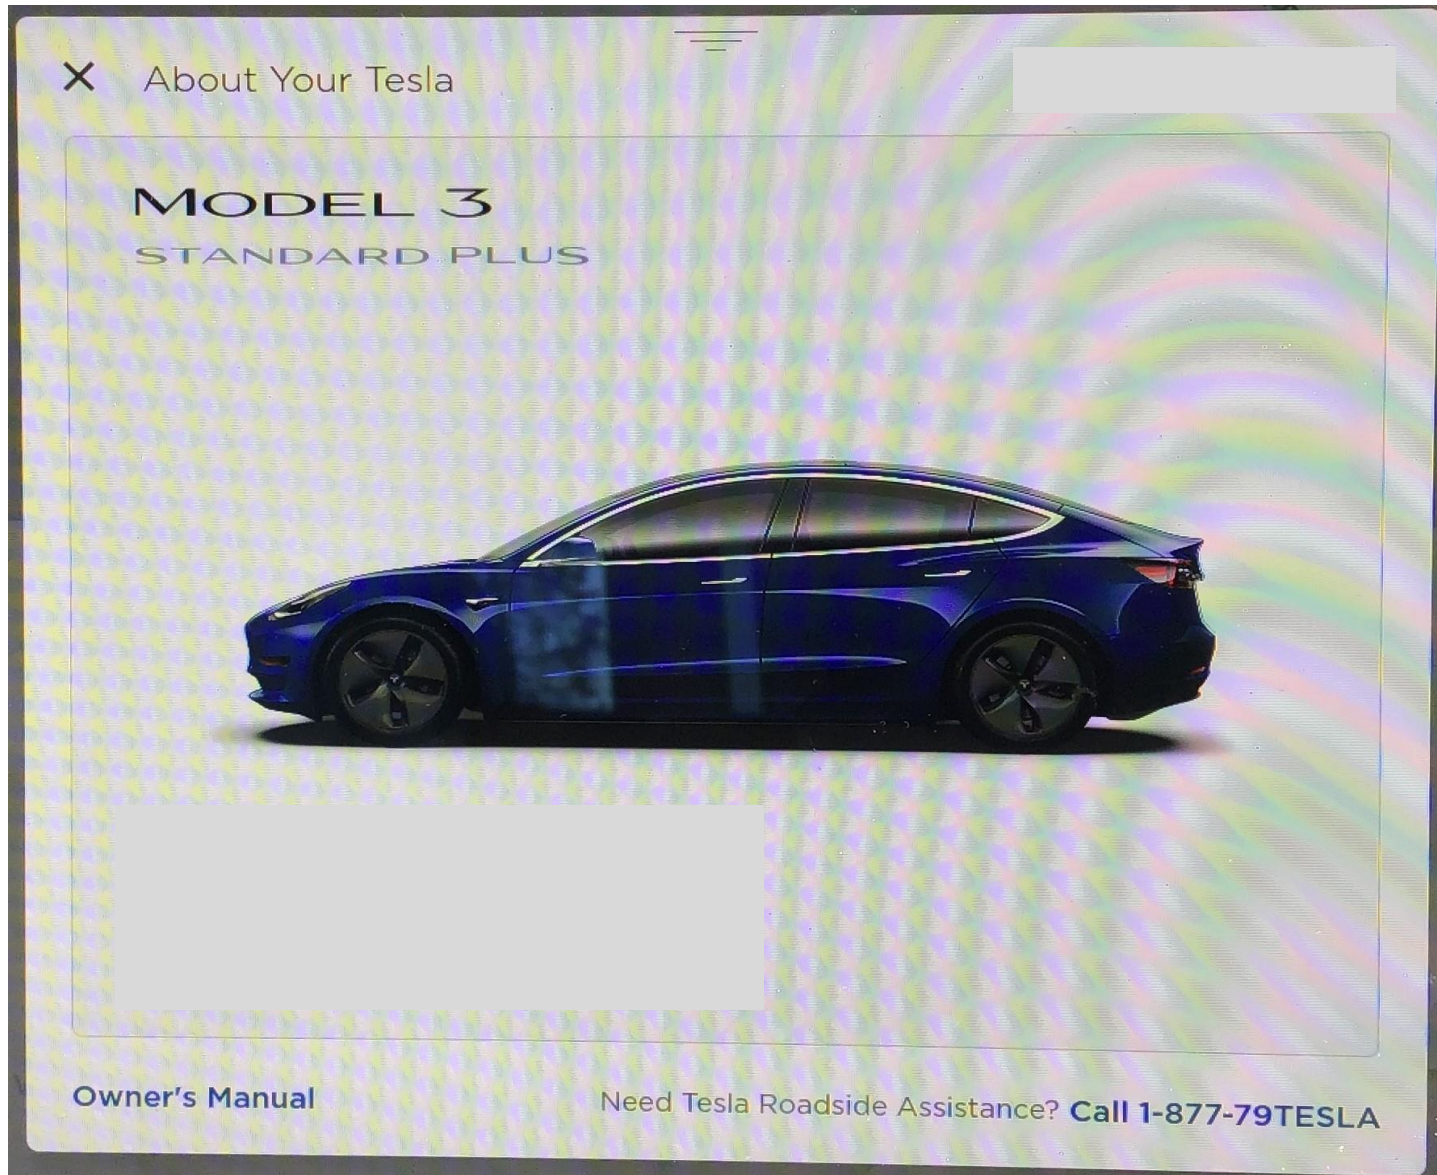 About Your Tesla
MODEL 3
STANDARD PLUS
Owner's Manual
Need Tesla Roadside Assistance? Call 1-877-79TESLA